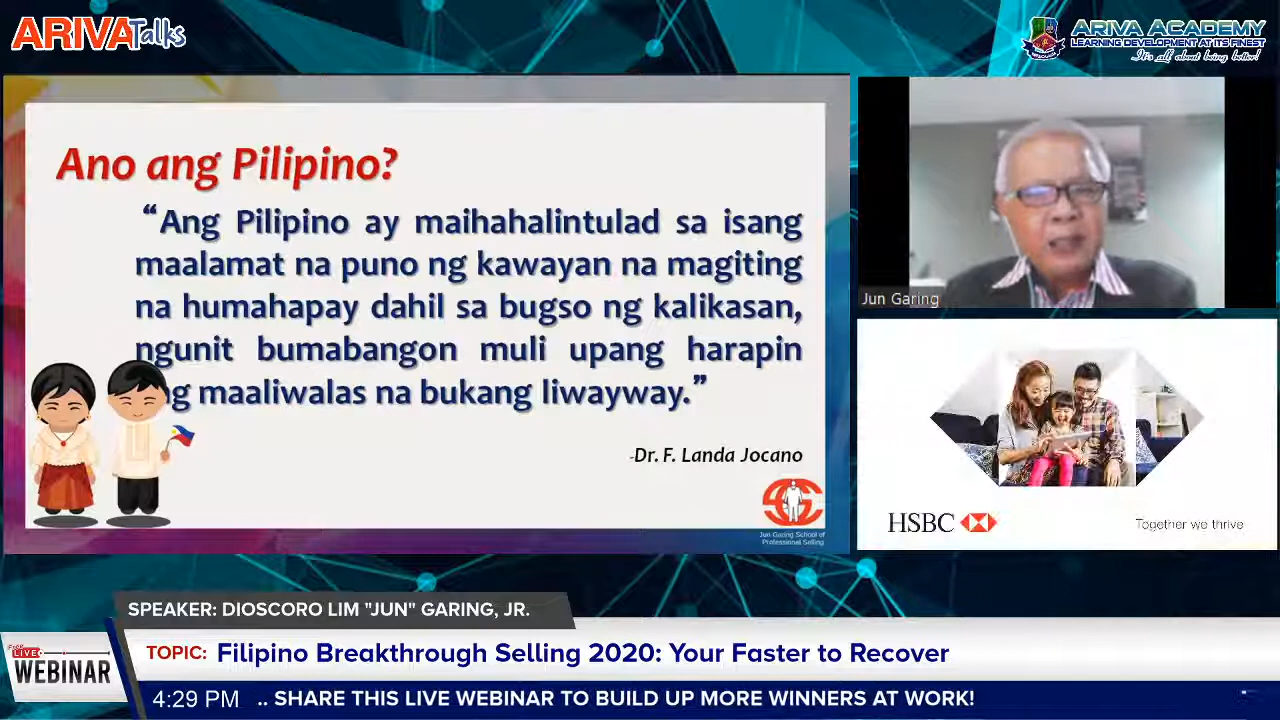 ARIVATalks
ARIVA ACADEMY
LEARNING DEVELOPMENT AT ITS FINEST
It's all about being better!
Ano ang Pilipino?
“Ang Pilipino ay maihahalintulad sa isang
maalamat na puno ng kawayan na magiting
na humahapay dahil sa bugso ng kalikasan,
ngunit bumabangon muli upang harapin
ng maaliwalas na bukang liwayway.”
-Dr. F. Landa Jocano
Jun Garing School of
Professional Selling
Jun Garing
HSBC
Together we thrive
SPEAKER: DIOSCORO LIM "JUN" GARING, JR.
TOPIC: Filipino Breakthrough Selling 2020: Your Faster to Recover
Free
LIVE
WEBINAR
4:29 PM .. SHARE THIS LIVE WEBINAR TO BUILD UP MORE WINNERS AT WORK!